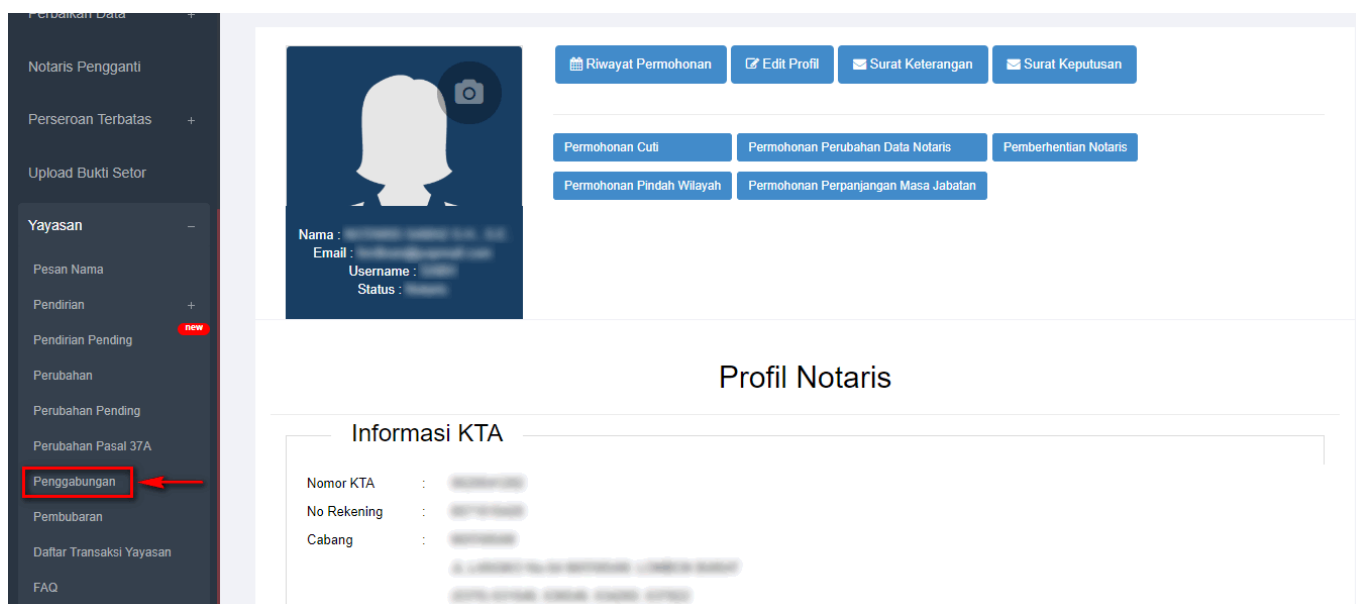 Perbaikan Data +
Notaris Pengganti
Perseroan Terbatas +
Upload Bukti Setor
Yayasan −
Pesan Nama
Pendirian +
new
Pendirian Pending
Perubahan
Perubahan Pending
Perubahan Pasal 37A
Penggabungan
Pembubaran
Daftar Transaksi Yayasan
FAQ
Riwayat Permohonan Edit Profil Surat Keterangan Surat Keputusan
Permohonan Cuti Permohonan Perubahan Data Notaris Pemberhentian Notaris
Permohonan Pindah Wilayah Permohonan Perpanjangan Masa Jabatan
Nama :
Email :
Username :
Status :
Profil Notaris
Informasi KTA
Nomor KTA :
No Rekening :
Cabang :